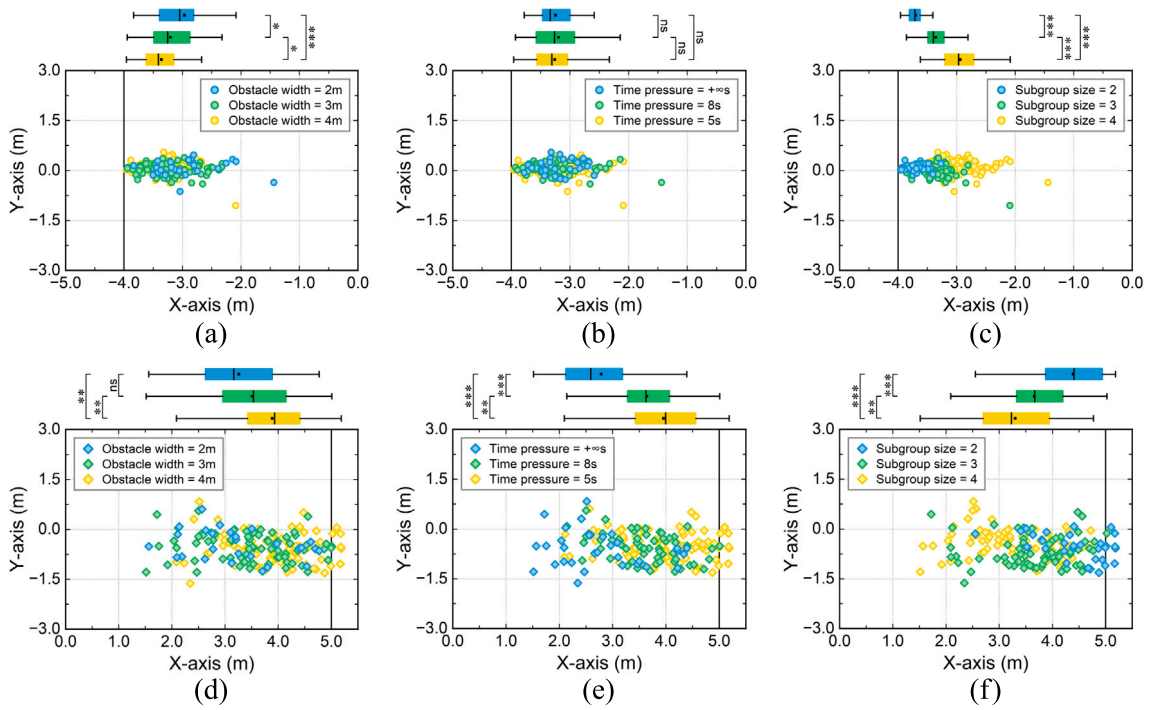 * * ***
3.0 1.5 0.0 −1.5 −3.0
Y-axis (m)
Obstacle width = 2m
Obstacle width = 3m
Obstacle width = 4m
−5.0 −4.0 −3.0 −2.0 −1.0 0.0
X-axis (m)
(a)
ns ns ns
3.0 1.5 0.0 −1.5 −3.0
Y-axis (m)
Time pressure = +∞s
Time pressure = 8s
Time pressure = 5s
−5.0 −4.0 −3.0 −2.0 −1.0 0.0
X-axis (m)
(b)
*** *** ***
3.0 1.5 0.0 −1.5 −3.0
Y-axis (m)
Subgroup size = 2
Subgroup size = 3
Subgroup size = 4
−5.0 −4.0 −3.0 −2.0 −1.0 0.0
X-axis (m)
(c)
** ** ns
3.0 1.5 0.0 −1.5 −3.0
Y-axis (m)
Obstacle width = 2m
Obstacle width = 3m
Obstacle width = 4m
0.0 1.0 2.0 3.0 4.0 5.0
X-axis (m)
(d)
*** ** ***
3.0 1.5 0.0 −1.5 −3.0
Y-axis (m)
Time pressure = +∞s
Time pressure = 8s
Time pressure = 5s
0.0 1.0 2.0 3.0 4.0 5.0
X-axis (m)
(e)
*** ** ***
3.0 1.5 0.0 −1.5 −3.0
Y-axis (m)
Subgroup size = 2
Subgroup size = 3
Subgroup size = 4
0.0 1.0 2.0 3.0 4.0 5.0
X-axis (m)
(f)